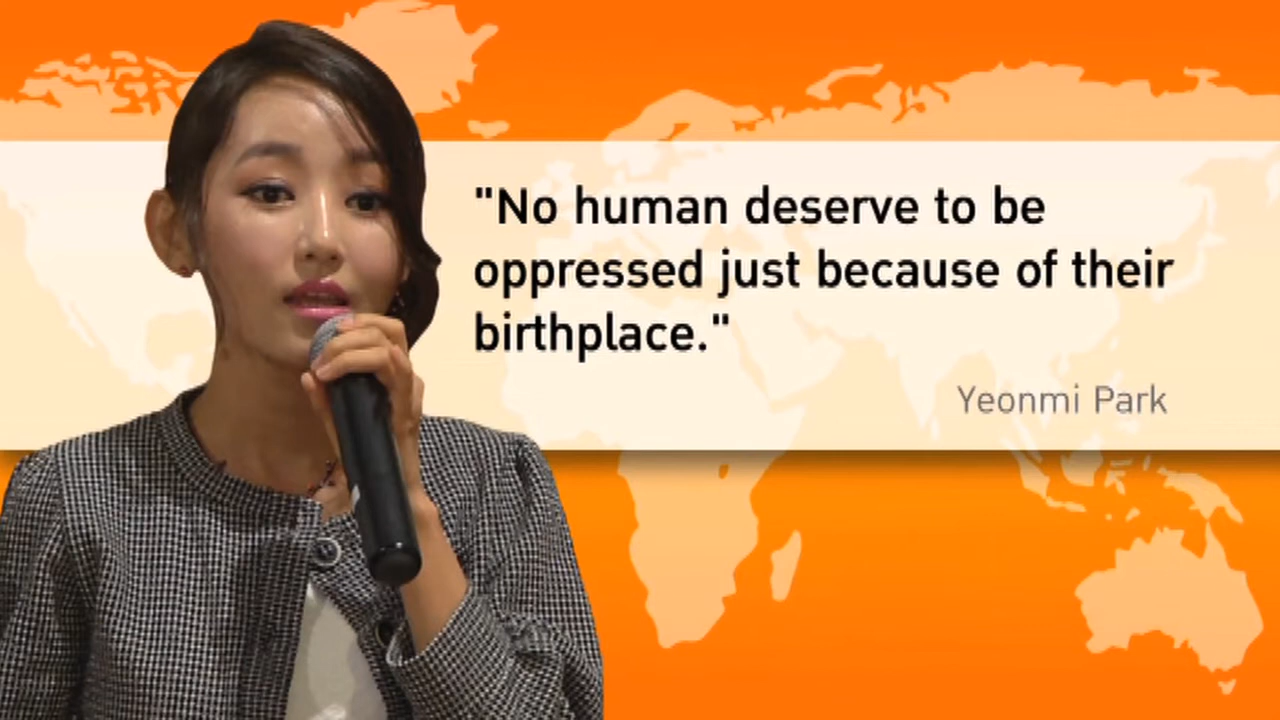 "No human deserve to be
oppressed just because of their
birthplace."
Yeonmi Park